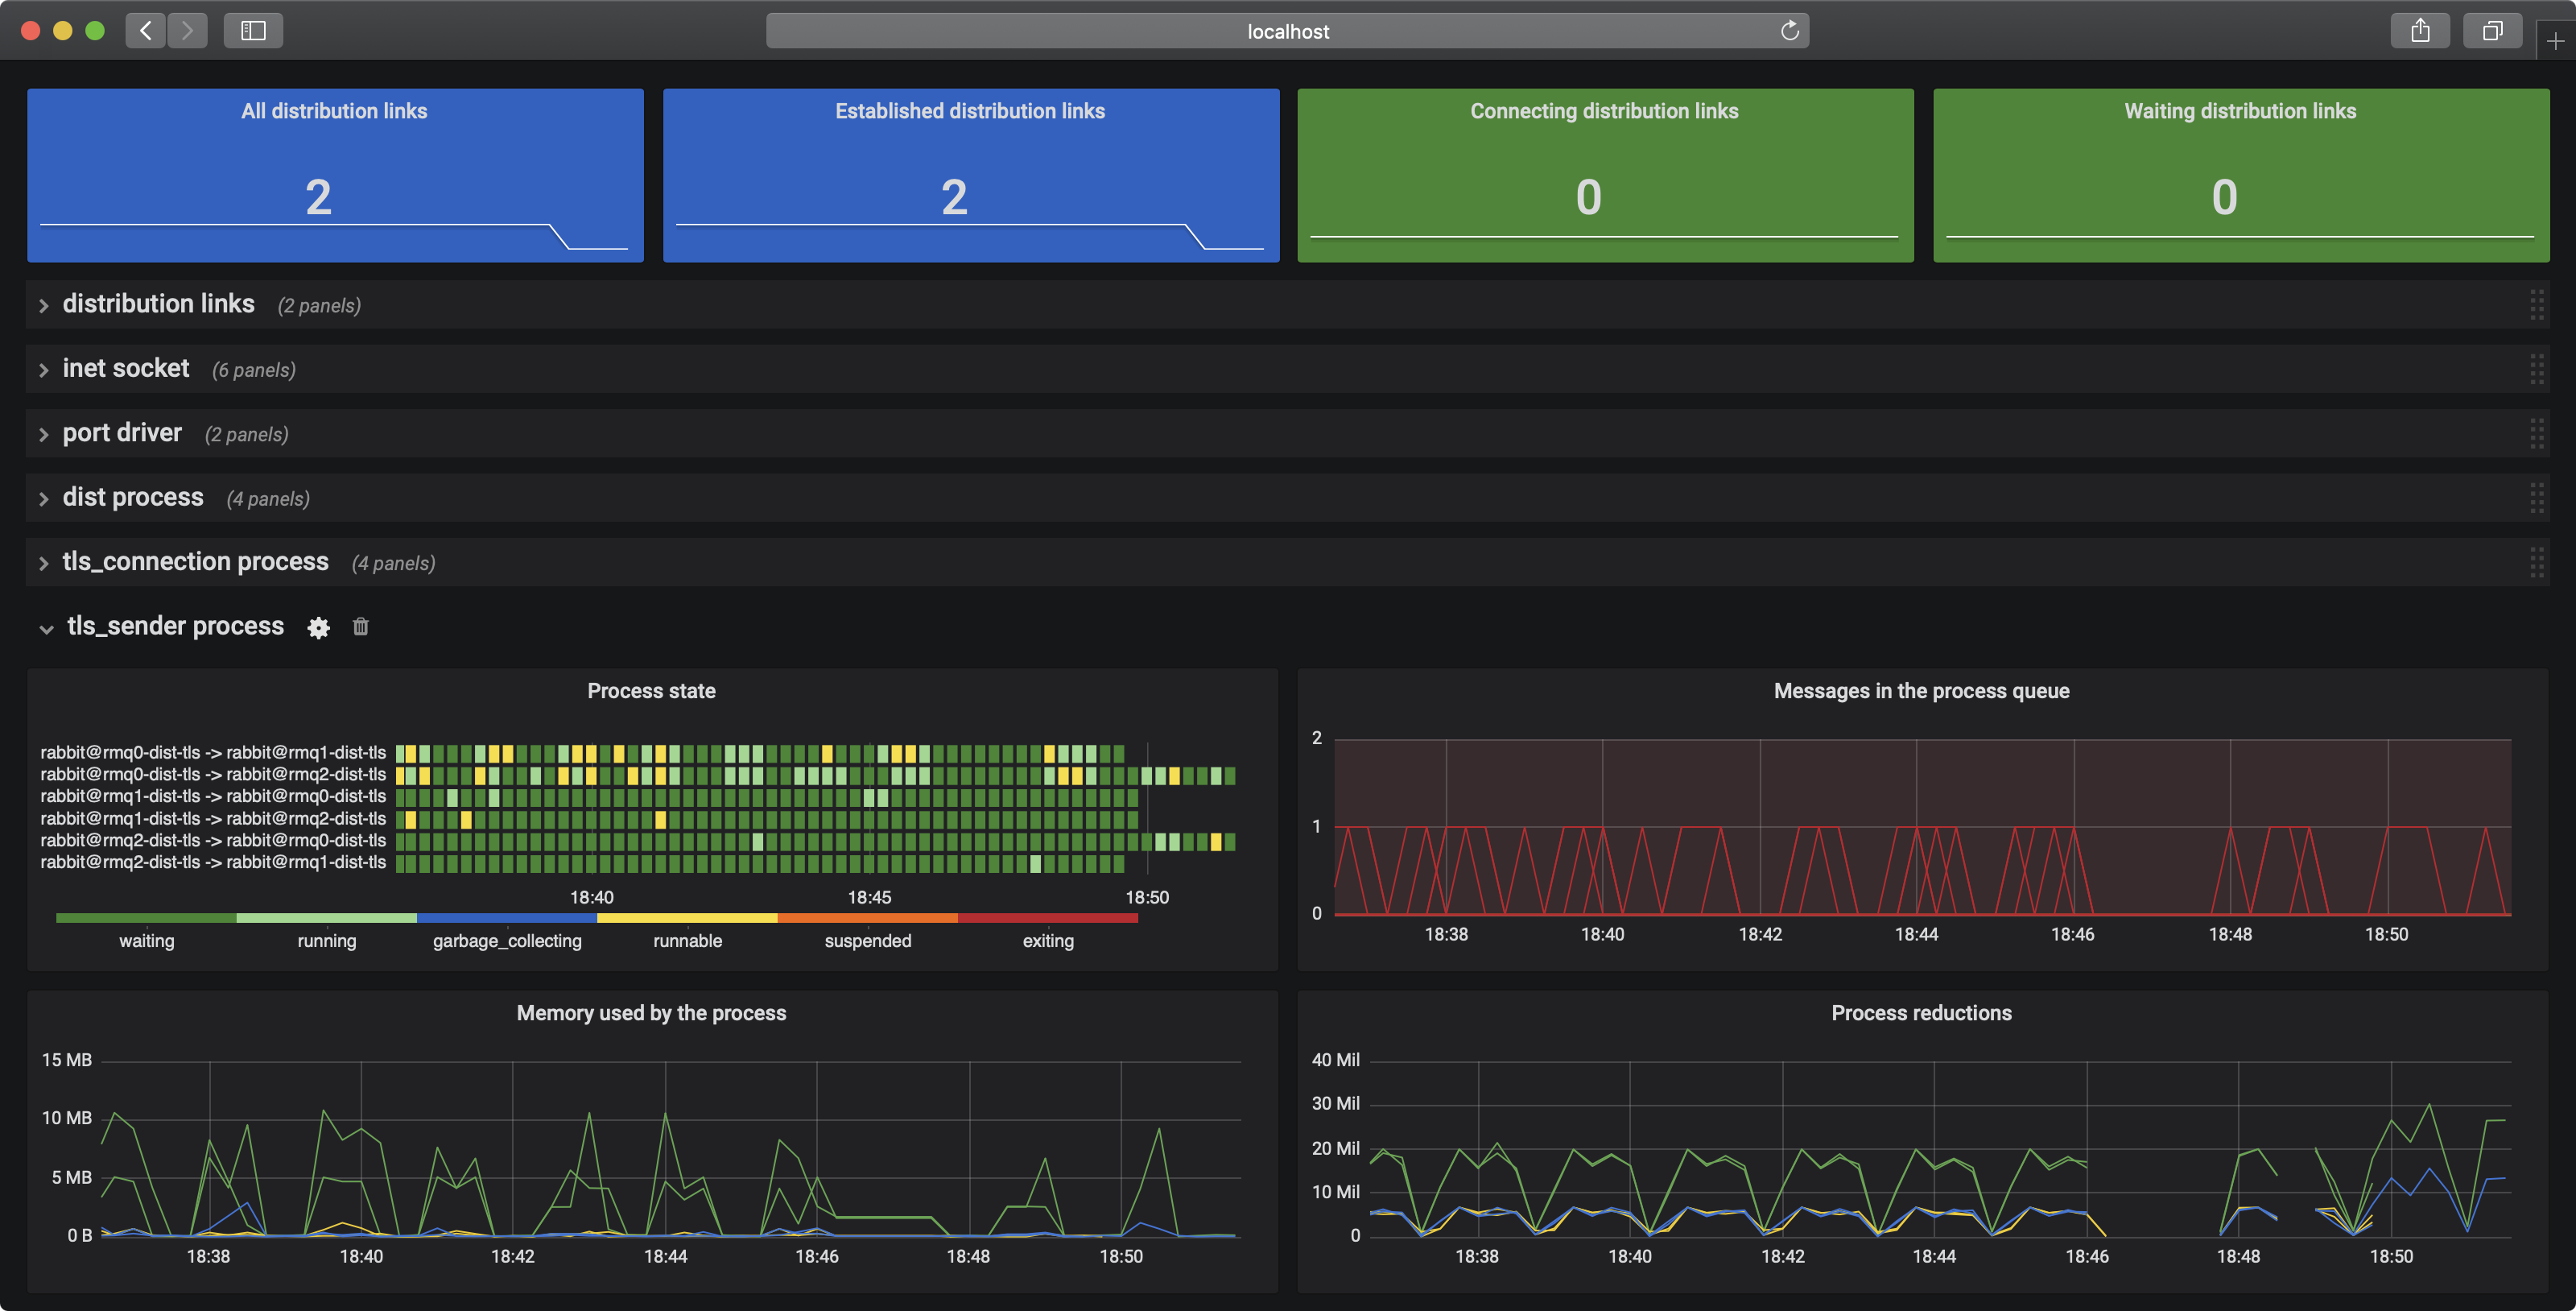 localhost
All distribution links
2
Established distribution links
2
Connecting distribution links
0
Waiting distribution links
0
distribution links (2 panels)
inet socket (6 panels)
port driver (2 panels)
dist process (4 panels)
tls_connection process (4 panels)
tls_sender process
Process state
rabbit@rmq0-dist-tls -> rabbit@rmq1-dist-tls
rabbit@rmq0-dist-tls -> rabbit@rmq2-dist-tls
rabbit@rmq1-dist-tls -> rabbit@rmq0-dist-tls
rabbit@rmq1-dist-tls -> rabbit@rmq2-dist-tls
rabbit@rmq2-dist-tls -> rabbit@rmq0-dist-tls
rabbit@rmq2-dist-tls -> rabbit@rmq1-dist-tls
18:40 18:45 18:50
waiting running garbage_collecting runnable suspended exiting
Messages in the process queue
2
1
0
18:38 18:40 18:42 18:44 18:46 18:48 18:50
Memory used by the process
15 MB
10 MB
5 MB
0 B
18:38 18:40 18:42 18:44 18:46 18:48 18:50
Process reductions
40 Mil
30 Mil
20 Mil
10 Mil
0
18:38 18:40 18:42 18:44 18:46 18:48 18:50